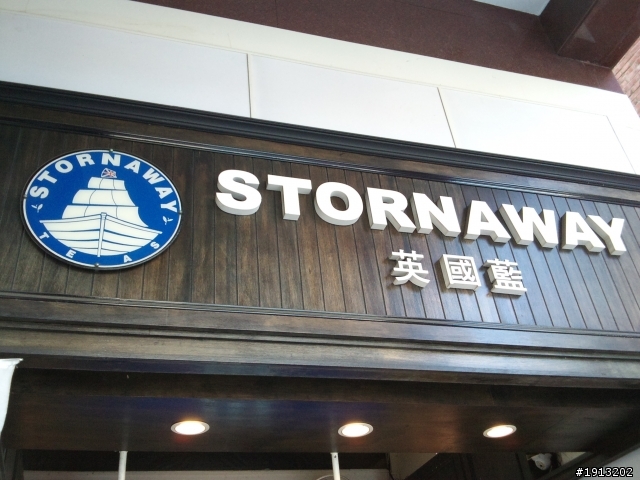 STORNAWAY
TEAS
STORNAWAY
英國藍
#1913202